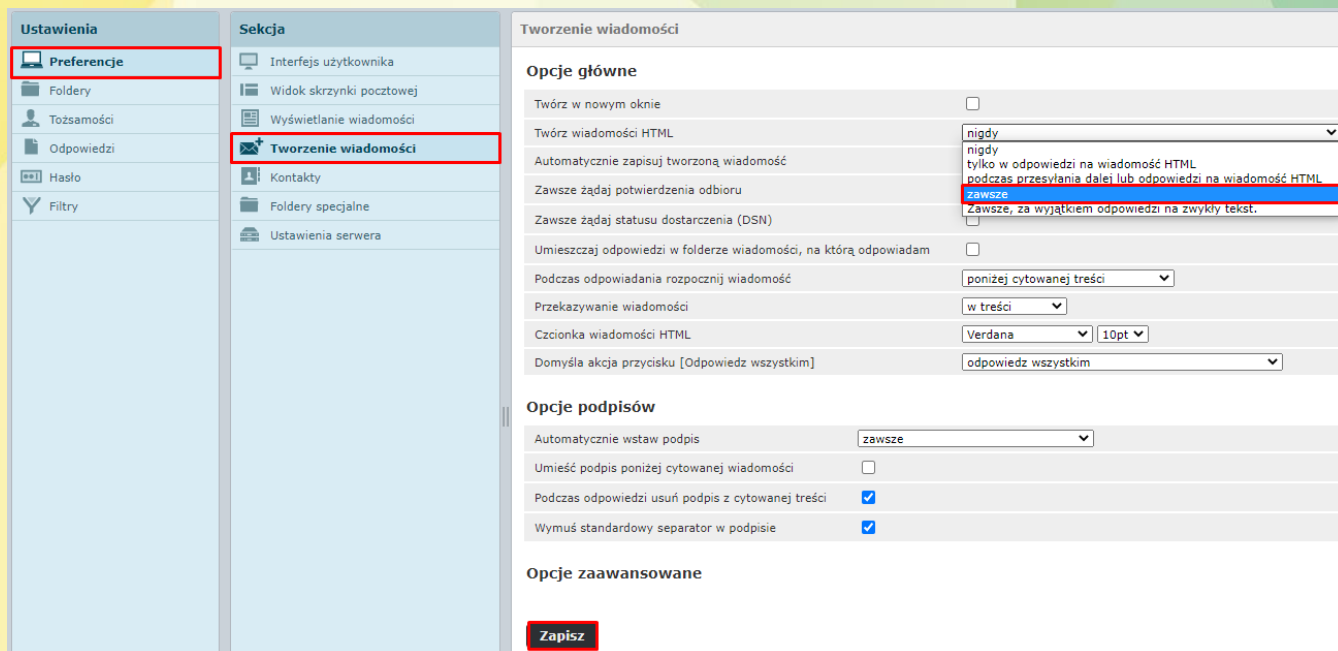 Ustawienia
Preferencje
Foldery
Tożsamości
Odpowiedzi
Hasło
Filtry
Sekcja
Interfejs użytkownika
Widok skrzynki pocztowej
Wyświetlanie wiadomości
Tworzenie wiadomości
Kontakty
Foldery specjalne
Ustawienia serwera
Tworzenie wiadomości
Opcje główne
Twórz w nowym oknie
Twórz wiadomości HTML nigdy
nigdy
tylko w odpowiedzi na wiadomość HTML
Automatycznie zapisuj tworzoną wiadomość
podczas przesyłania dalej lub odpowiedzi na wiadomość HTML
Zawsze żądaj potwierdzenia odbioru
zawsze
Zawsze, za wyjątkiem odpowiedzi na zwykły tekst.
Zawsze żądaj statusu dostarczenia (DSN)
Umieszczaj odpowiedzi w folderze wiadomości, na którą odpowiadam
Podczas odpowiadania rozpocznij wiadomość poniżej cytowanej treści
Przekazywanie wiadomości w treści
Czcionka wiadomości HTML Verdana 10pt
Domyśla akcja przycisku [Odpowiedz wszystkim] odpowiedz wszystkim
Opcje podpisów
Automatycznie wstaw podpis zawsze
Umieść podpis poniżej cytowanej wiadomości
Podczas odpowiedzi usuń podpis z cytowanej treści
Wymuś standardowy separator w podpisie
Opcje zaawansowane
Zapisz